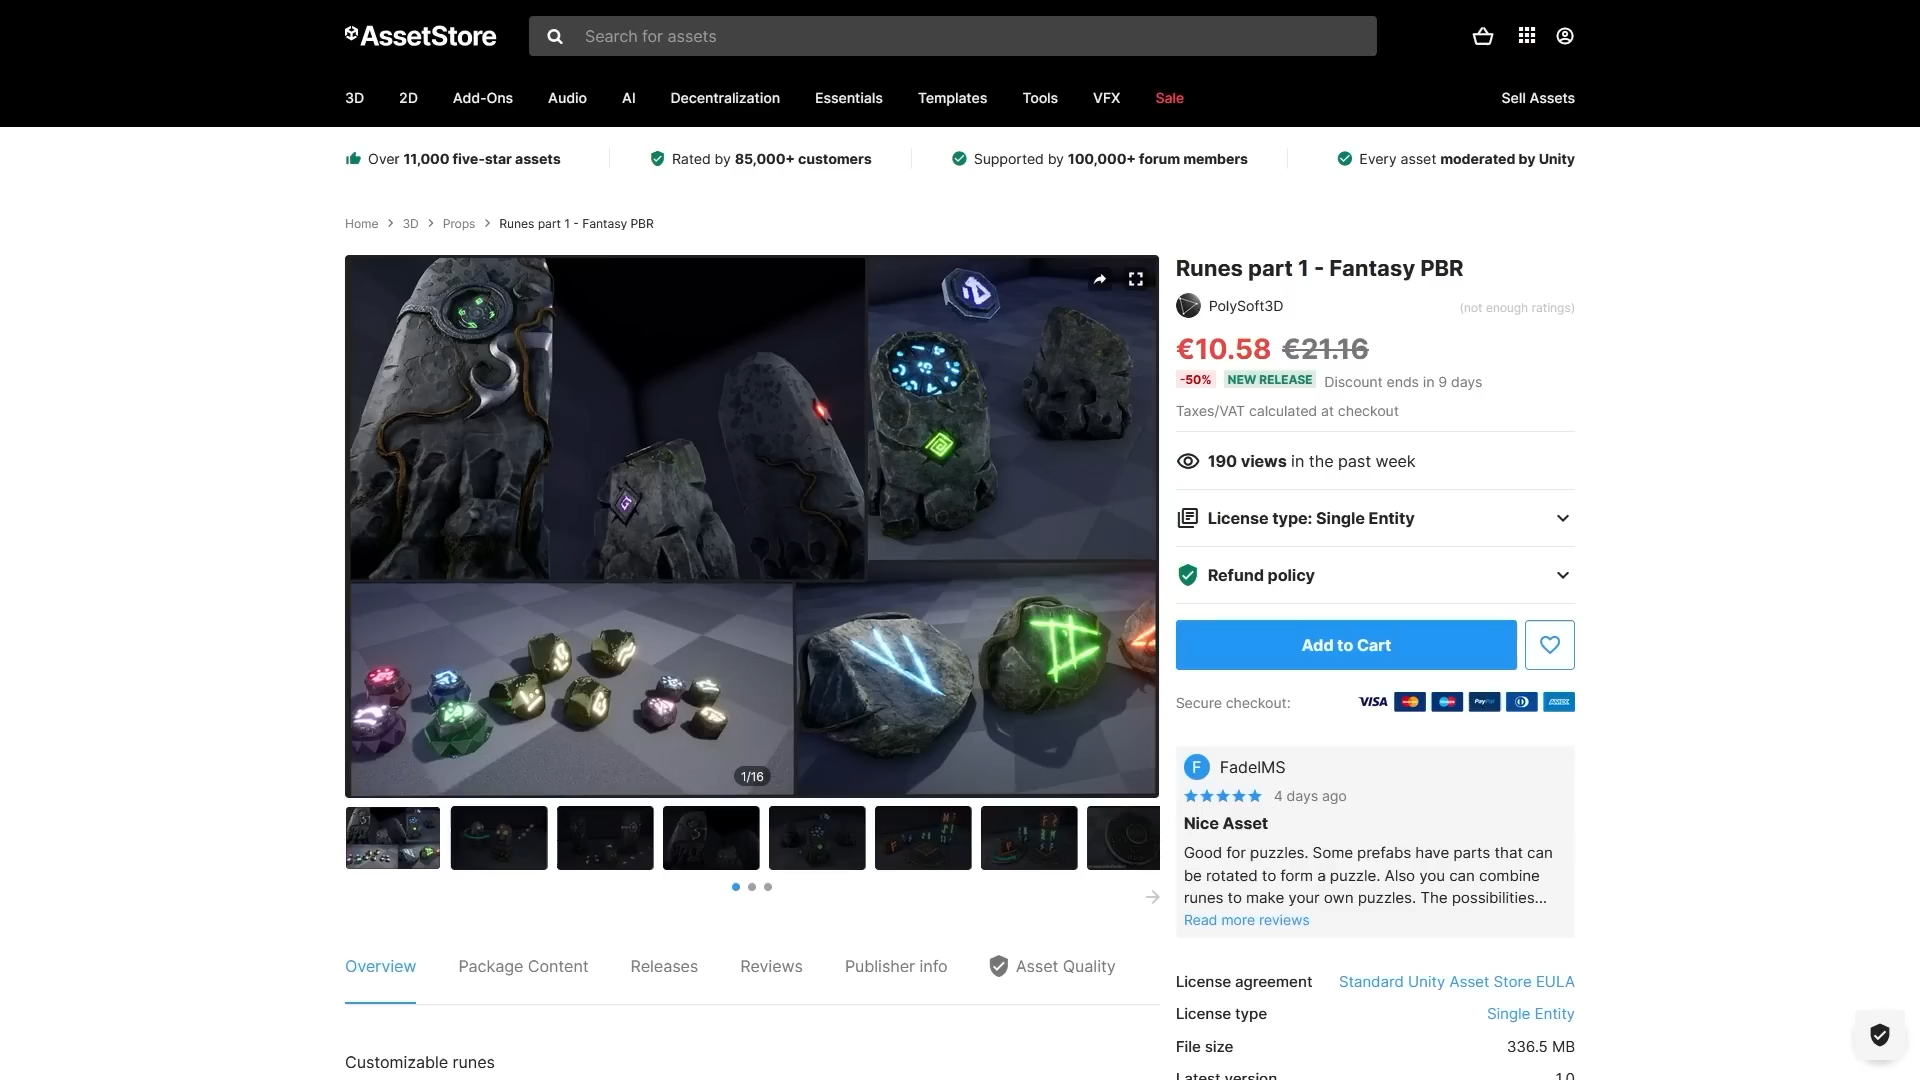 AssetStore
Search for assets
3D 2D Add-Ons Audio AI Decentralization Essentials Templates Tools VFX Sale Sell Assets
Over 11,000 five-star assets
Rated by 85,000+ customers
Supported by 100,000+ forum members
Every asset moderated by Unity
Home > 3D > Props > Runes part 1 - Fantasy PBR
1/16
Runes part 1 - Fantasy PBR
PolySoft3D
(not enough ratings)
€10.58 €21.16
-50% NEW RELEASE Discount ends in 9 days
Taxes/VAT calculated at checkout
190 views in the past week
License type: Single Entity
Refund policy
Add to Cart
Secure checkout:
VISA PayPal AMEX
F FadeIMS
4 days ago
Nice Asset
Good for puzzles. Some prefabs have parts that can
be rotated to form a puzzle. Also you can combine
runes to make your own puzzles. The possibilities...
Read more reviews
Overview Package Content Releases Reviews Publisher info Asset Quality
Customizable runes
License agreement Standard Unity Asset Store EULA
License type Single Entity
File size 336.5 MB
Latest version 1.0